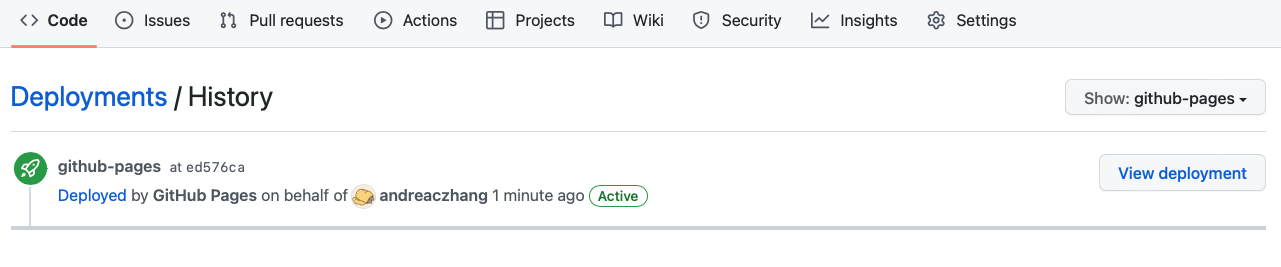 Code Issues Pull requests Actions Projects Wiki Security Insights Settings
Deployments / History
Show: github-pages
github-pages at ed576ca
Deployed by GitHub Pages on behalf of andreaczhang 1 minute ago Active
View deployment